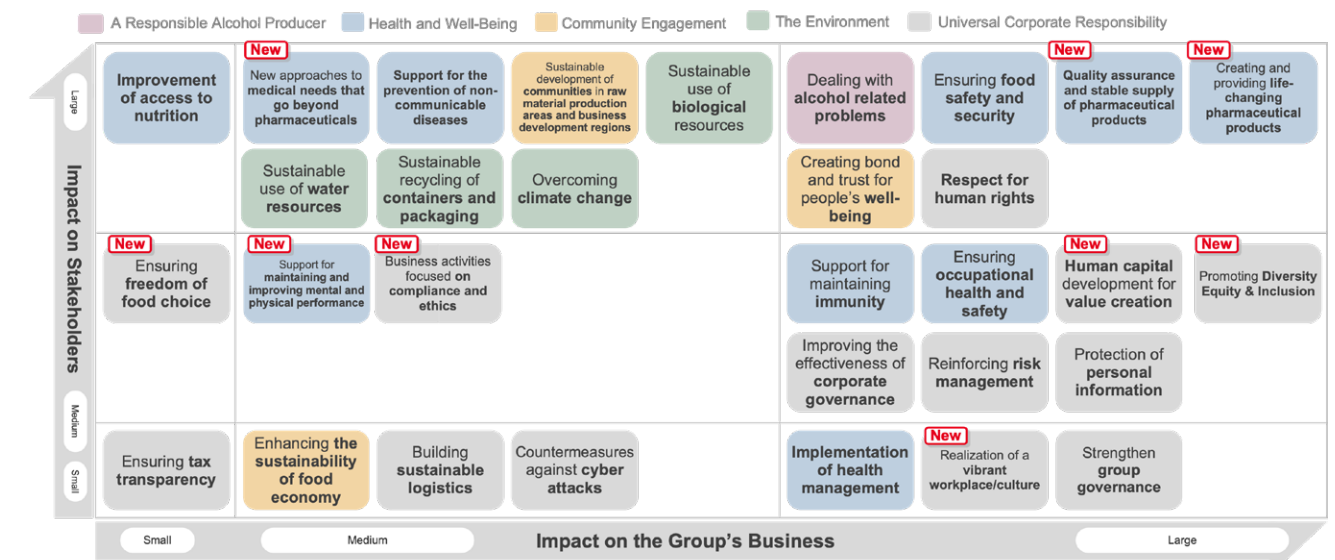 A Responsible Alcohol Producer
Health and Well-Being
Community Engagement
The Environment
Universal Corporate Responsibility
Impact on Stakeholders
Large
Medium
Small
Improvement
of access to
nutrition
New
New approaches to
medical needs that
go beyond
pharmaceuticals
Support for the
prevention of non-
communicable
diseases
Sustainable
development of
communities in raw
material production
areas and business
development regions
Sustainable
use of
biological
resources
Dealing with
alcohol related
problems
Ensuring food
safety and
security
New
Quality assurance
and stable supply
of pharmaceutical
products
New
Creating and
providing life-
changing
pharmaceutical
products
Sustainable
use of water
resources
Sustainable
recycling of
containers and
packaging
Overcoming
climate change
Creating bond
and trust for
people's well-
being
Respect for
human rights
New
Ensuring
freedom of
food choice
New
Support for
maintaining and
improving mental and
physical performance
New
Business activities
focused on
compliance and
ethics
Support for
maintaining
immunity
Ensuring
occupational
health and
safety
New
Human capital
development for
value creation
New
Promoting Diversity
Equity & Inclusion
Improving the
effectiveness of
corporate
governance
Reinforcing risk
management
Protection of
personal
information
Ensuring tax
transparency
Enhancing the
sustainability
of food
economy
Building
sustainable
logistics
Countermeasures
against cyber
attacks
Implementation
of health
management
New
Realization of a
vibrant
workplace/culture
Strengthen
group
governance
Small
Medium
Impact on the Group's Business
Large